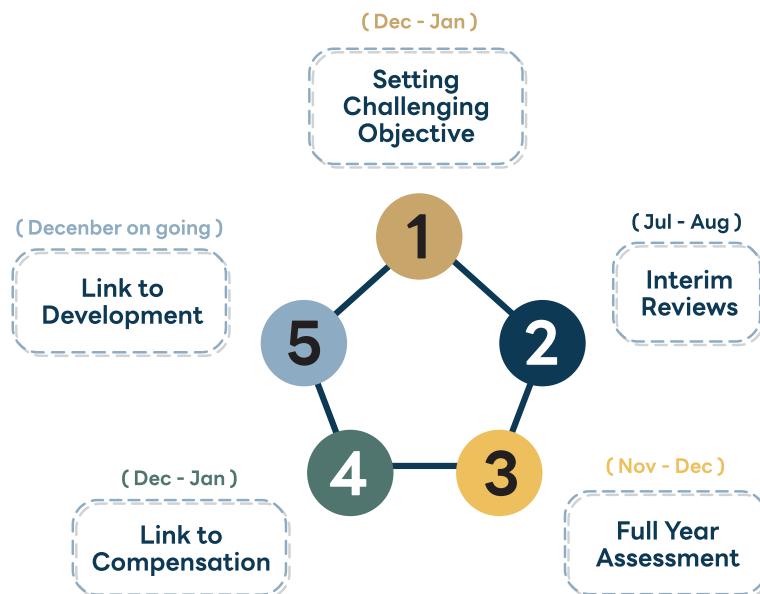 ( Dec - Jan )
Setting
Challenging
Objective
1
( Jul - Aug )
Interim
Reviews
2
( Nov - Dec )
Full Year
Assessment
3
( Dec - Jan )
Link to
Compensation
4
( Decenber on going )
Link to
Development
5